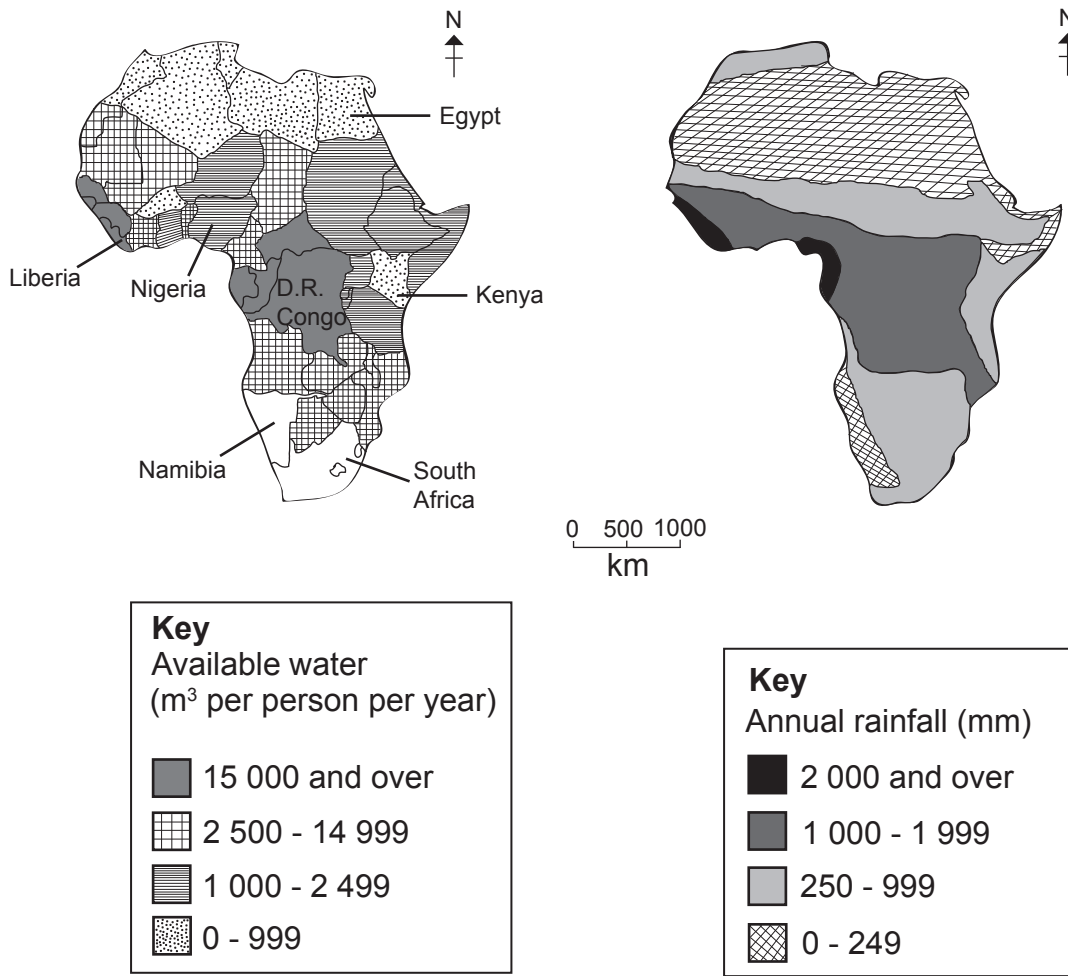 N
Egypt
Liberia
Nigeria
D.R.
Congo
Kenya
Namibia
South
Africa
N
0 500 1000
km
Key
Available water
(m³ per person per year)
15 000 and over
2 500 - 14 999
1 000 - 2 499
0 - 999
Key
Annual rainfall (mm)
2 000 and over
1 000 - 1 999
250 - 999
0 - 249